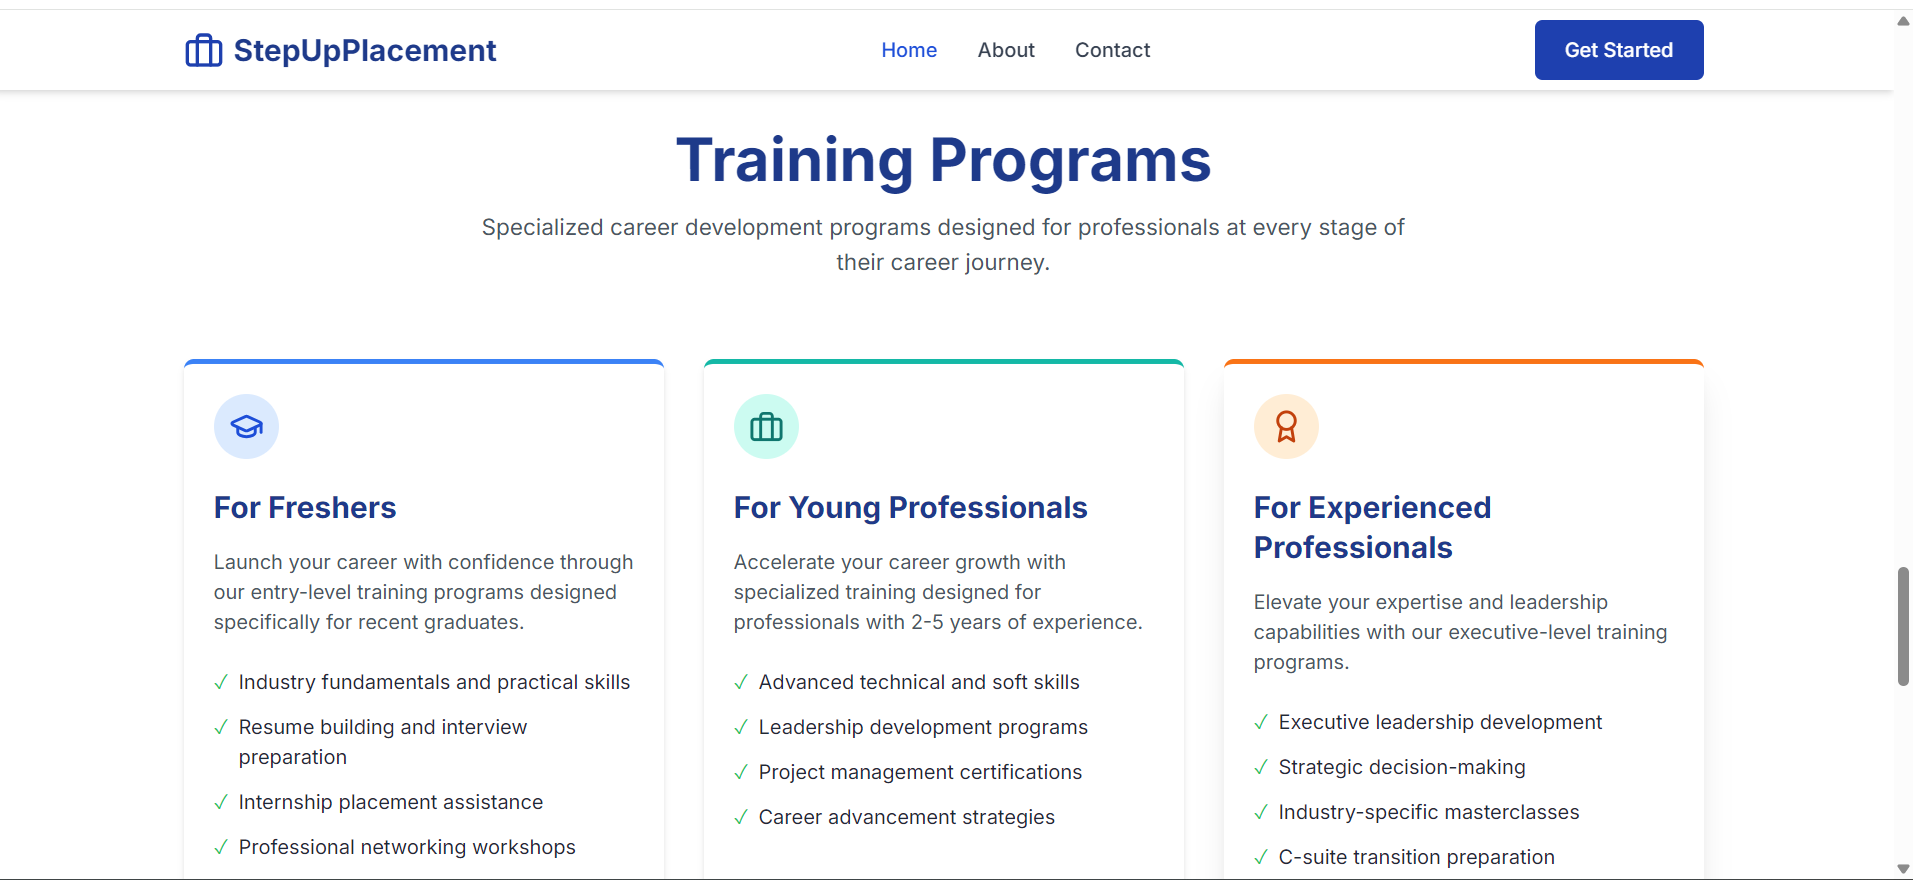 StepUpPlacement
Home
About
Contact
Get Started
Training Programs
Specialized career development programs designed for professionals at every stage of
their career journey.
For Freshers
Launch your career with confidence through
our entry-level training programs designed
specifically for recent graduates.
✓ Industry fundamentals and practical skills
✓ Resume building and interview
preparation
✓ Internship placement assistance
✓ Professional networking workshops
For Young Professionals
Accelerate your career growth with
specialized training designed for
professionals with 2-5 years of experience.
✓ Advanced technical and soft skills
✓ Leadership development programs
✓ Project management certifications
✓ Career advancement strategies
For Experienced
Professionals
Elevate your expertise and leadership
capabilities with our executive-level training
programs.
✓ Executive leadership development
✓ Strategic decision-making
✓ Industry-specific masterclasses
✓ C-suite transition preparation